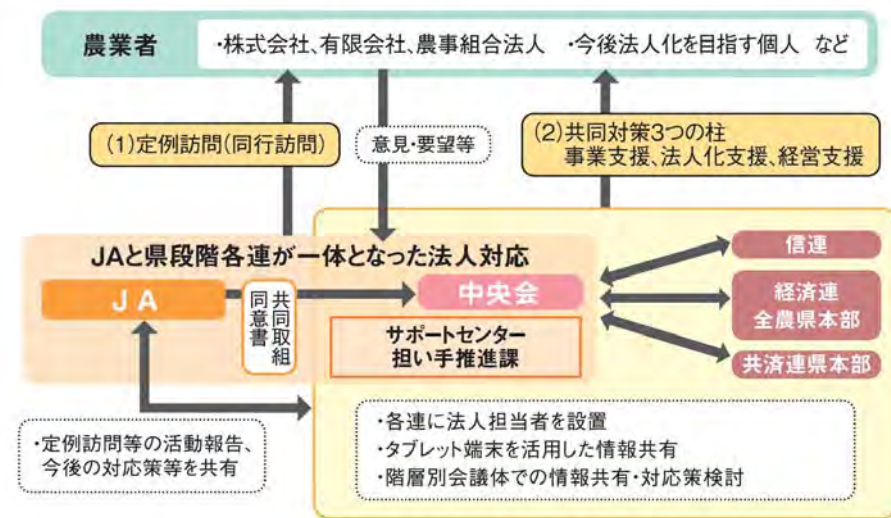 農業者
・株式会社、有限会社、農事組合法人 ・今後法人化を目指す個人 など
(1)定例訪問(同行訪問)
意見・要望等
(2)共同対策3つの柱
事業支援、法人化支援、経営支援
JAと県段階各連が一体となった法人対応
JA
共同取組
同意書
中央会
サポートセンター
担い手推進課
信連
経済連
全農県本部
共済連県本部
・定例訪問等の活動報告、
今後の対応策等を共有
・各連に法人担当者を設置
・タブレット端末を活用した情報共有
・階層別会議体での情報共有・対応策検討